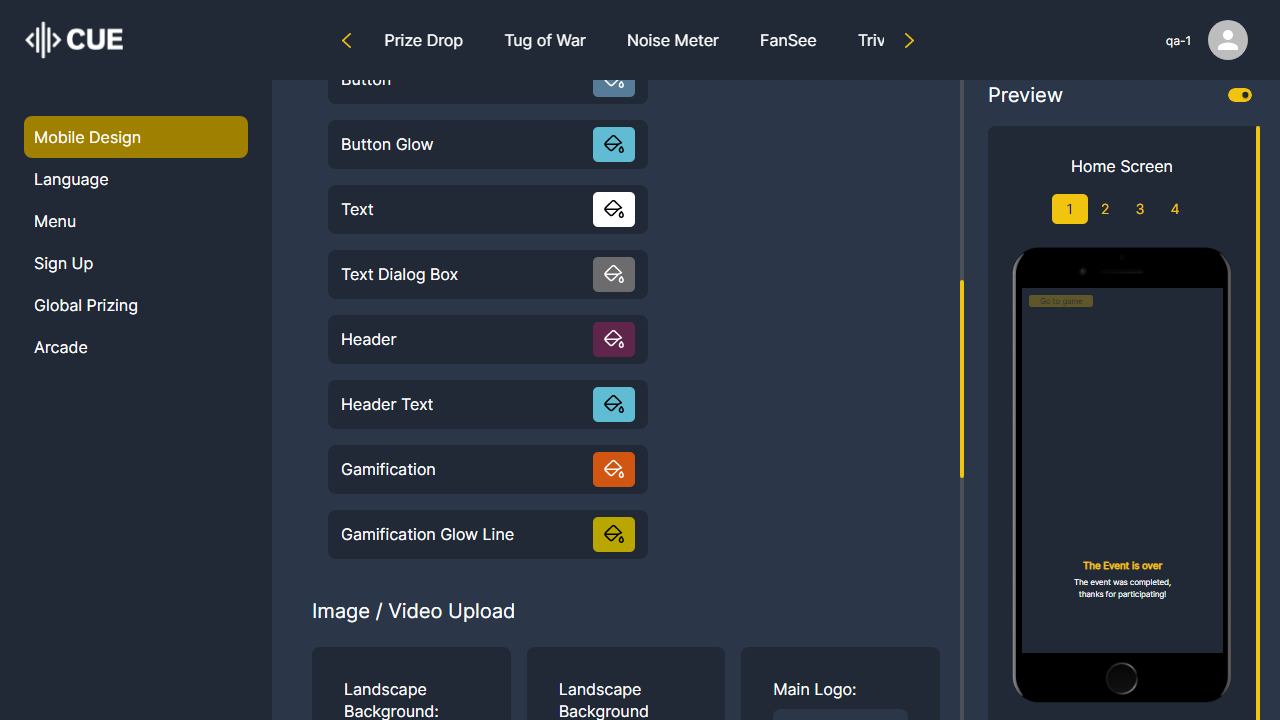 CUE
Prize Drop
Tug of War
Noise Meter
FanSee
Triv
qa-1
Mobile Design
Language
Menu
Sign Up
Global Prizing
Arcade
Button
Button Glow
Text
Text Dialog Box
Header
Header Text
Gamification
Gamification Glow Line
Image / Video Upload
Landscape
Background:
Landscape
Background
Main Logo:
Preview
Home Screen
1 2 3 4
Go to game
The Event is over
The event was completed,
thanks for participating!